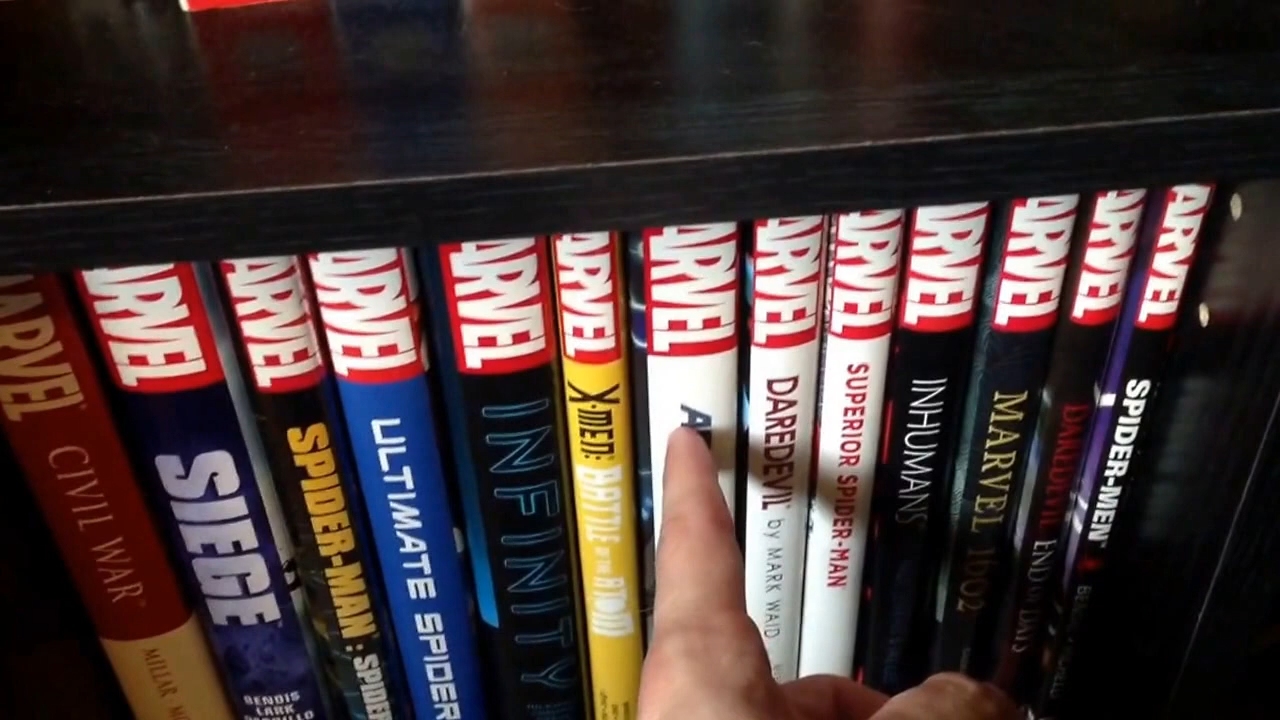 MARVEL CIVIL WAR
MILLAR
MARVEL SIEGE
BENDIS
LARK
MARVEL SPIDER-MAN: SPIDER
MARVEL ULTIMATE SPIDER
MARVEL INFINITY
MARVEL X-MEN: BATTLE OF THE ATOM
MARVEL A
MARVEL DAREDEVIL by MARK WAID
MARVEL SUPERIOR SPIDER-MAN
MARVEL INHUMANS
MARVEL MARVEL 1602
MARVEL DAREDEVIL END OF DAYS
MARVEL SPIDER-MEN